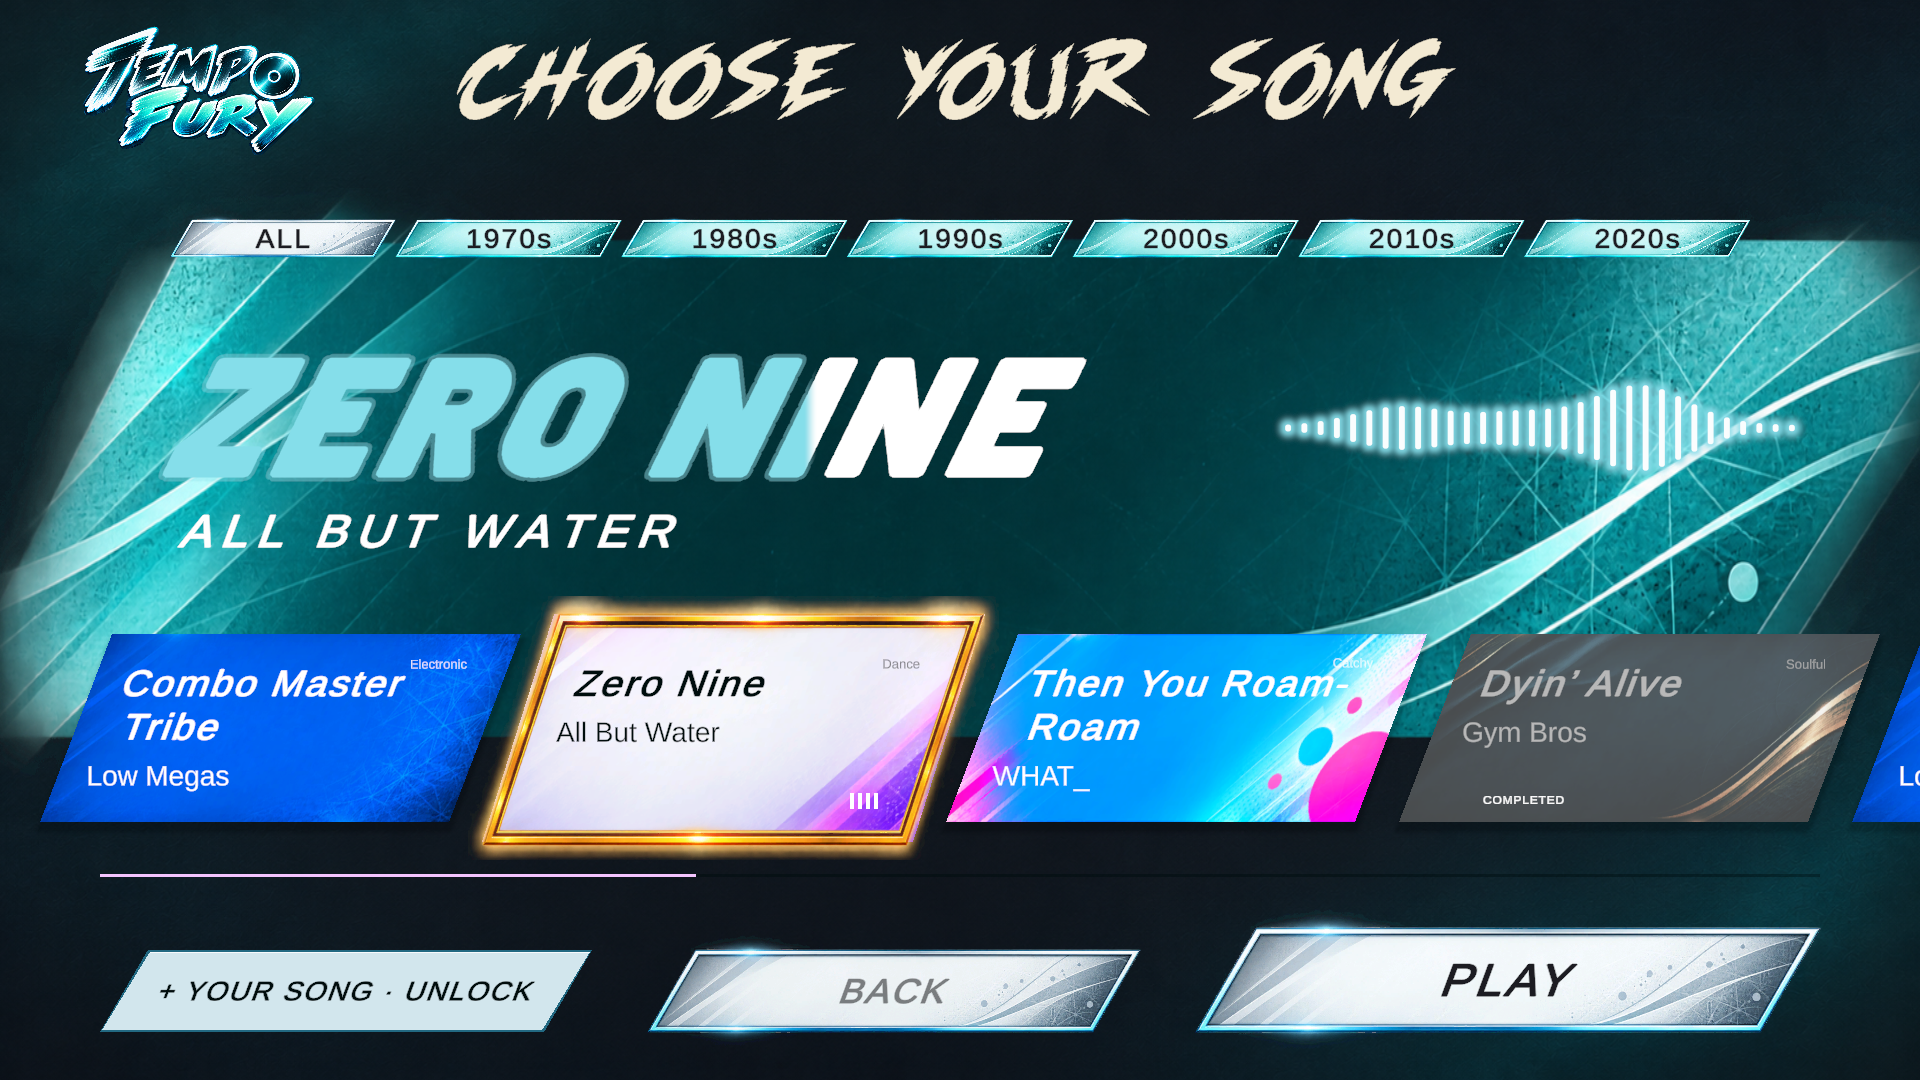 TEMPO
FURY
CHOOSE YOUR SONG
ALL
1970s
1980s
1990s
2000s
2010s
2020s
ZERO NINE
ALL BUT WATER
Electronic
Combo Master
Tribe
Low Megas
Dance
Zero Nine
All But Water
Catchy
Then You Roam-
Roam
WHAT_
Soulful
Dyin’ Alive
Gym Bros
COMPLETED
Lo
+ YOUR SONG · UNLOCK
BACK
PLAY